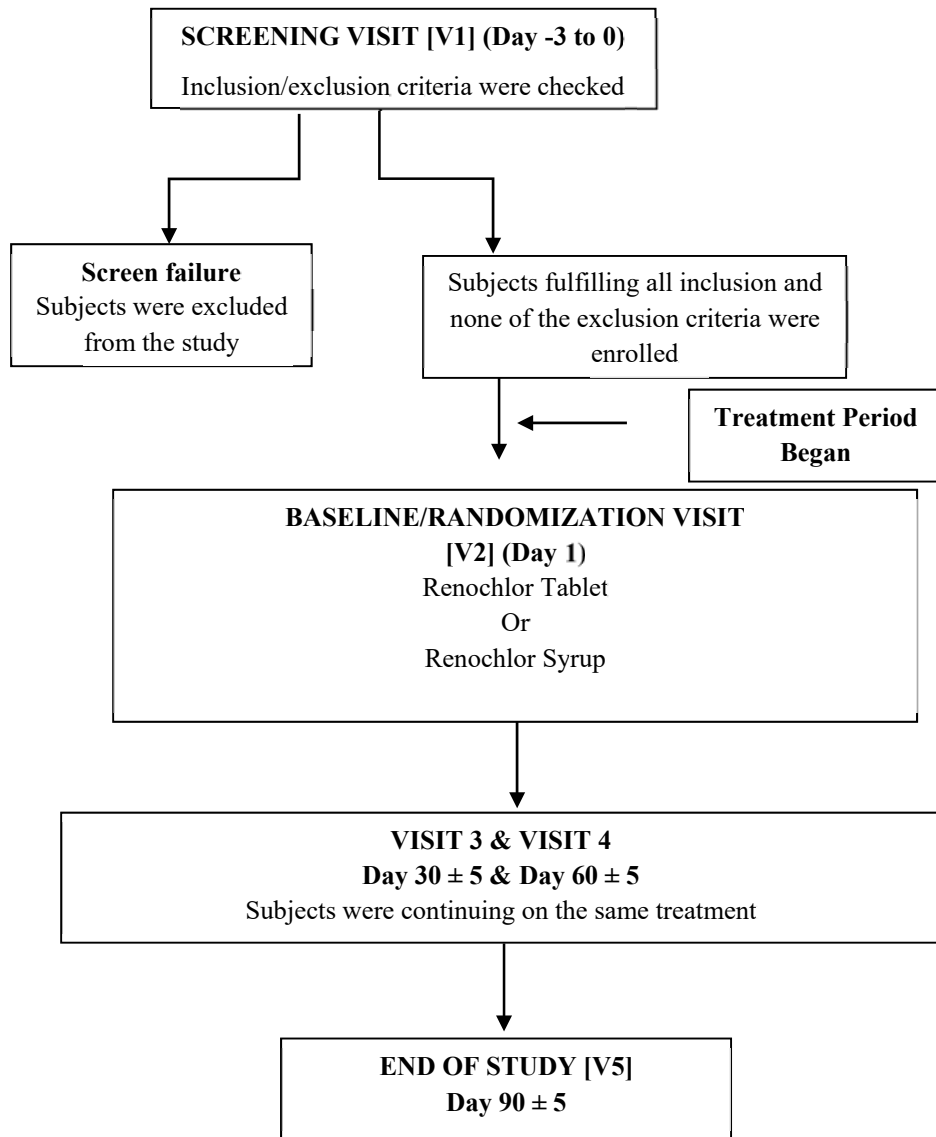 SCREENING VISIT [V1] (Day -3 to 0)
Inclusion/exclusion criteria were checked
Screen failure
Subjects were excluded
from the study
Subjects fulfilling all inclusion and
none of the exclusion criteria were
enrolled
Treatment Period
Began
BASELINE/RANDOMIZATION VISIT
[V2] (Day 1)
Renochlor Tablet
Or
Renochlor Syrup
VISIT 3 & VISIT 4
Day 30 ± 5 & Day 60 ± 5
Subjects were continuing on the same treatment
END OF STUDY [V5]
Day 90 ± 5